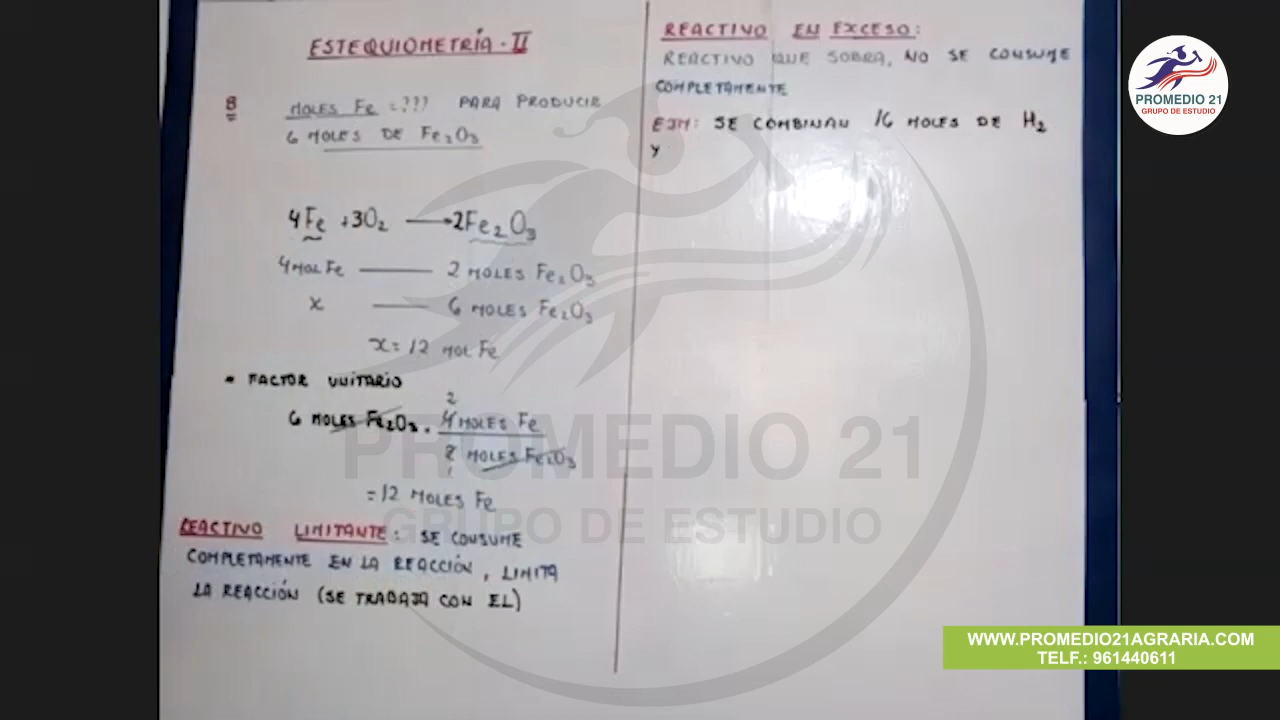 ESTEQUIOMETRÍA - II
8 MOLES Fe = ??? PARA PRODUCIR
6 MOLES DE Fe₂O₃
4Fe + 3O₂ → 2Fe₂O₃
4 MOL Fe —— 2 MOLES Fe₂O₃
x —— 6 MOLES Fe₂O₃
x = 12 MOL Fe
- FACTOR UNITARIO
2
6 MOLES Fe₂O₃ . 4 MOLES Fe
2 MOLES Fe₂O₃
1
= 12 MOLES Fe
REACTIVO LIMITANTE: SE CONSUME
COMPLETAMENTE EN LA REACCIÓN, LIMITA
LA REACCIÓN (SE TRABAJA CON EL)
REACTIVO EN EXCESO:
REACTIVO QUE SOBRA, NO SE CONSUME
COMPLETAMENTE
EJM: SE COMBINAN 16 MOLES DE H₂
Y
PROMEDIO 21
GRUPO DE ESTUDIO
PROMEDIO 21
GRUPO DE ESTUDIO
WWW.PROMEDIO21AGRARIA.COM
TELF.: 961440611